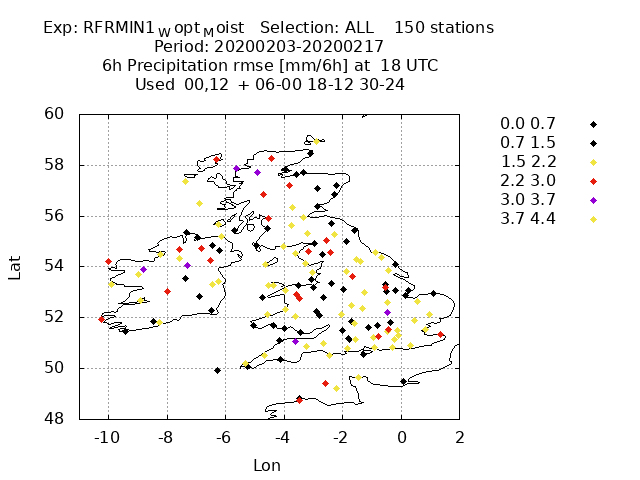 Exp: RFRMIN1WoptMoist Selection: ALL 150 stations
Period: 20200203-20200217
6h Precipitation rmse [mm/6h] at 18 UTC
Used 00,12 + 06-00 18-12 30-24
0.0 0.7
0.7 1.5
1.5 2.2
2.2 3.0
3.0 3.7
3.7 4.4
60
58
56
54
52
50
48
Lat
-10 -8 -6 -4 -2 0 2
Lon